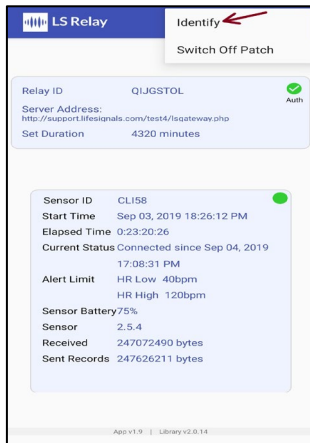 LS Relay
Identify
Switch Off Patch
Relay ID QIJGSTOL
Auth
Server Address:
http://support.lifesignals.com/test4/lsgateway.php
Set Duration 4320 minutes
Sensor ID CLI58
Start Time Sep 03, 2019 18:26:12 PM
Elapsed Time 0:23:20:26
Current Status Connected since Sep 04, 2019
17:08:31 PM
Alert Limit HR Low 40bpm
HR High 120bpm
Sensor Battery 75%
Sensor 2.5.4
Received 247072490 bytes
Sent Records 247626211 bytes
App v1.9 | Library v2.0.14